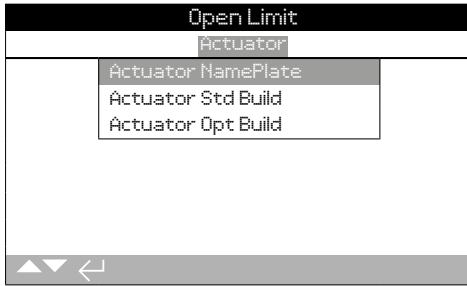 Open Limit
Actuator
Actuator NamePlate
Actuator Std Build
Actuator Opt Build